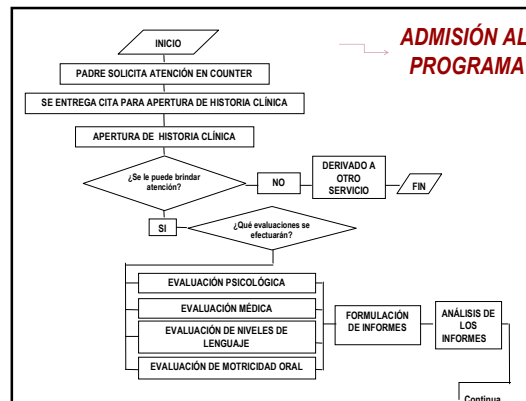 ADMISIÓN AL
PROGRAMA
INICIO
PADRE SOLICITA ATENCIÓN EN COUNTER
SE ENTREGA CITA PARA APERTURA DE HISTORIA CLÍNICA
APERTURA DE HISTORIA CLÍNICA
¿Se le puede brindar
atención?
NO
DERIVADO A
OTRO
SERVICIO
FIN
SI
¿Qué evaluaciones se
efectuarán?
EVALUACIÓN PSICOLÓGICA
EVALUACIÓN MÉDICA
EVALUACIÓN DE NIVELES DE
LENGUAJE
EVALUACIÓN DE MOTRICIDAD ORAL
FORMULACIÓN
DE INFORMES
ANÁLISIS DE
LOS
INFORMES
Continua